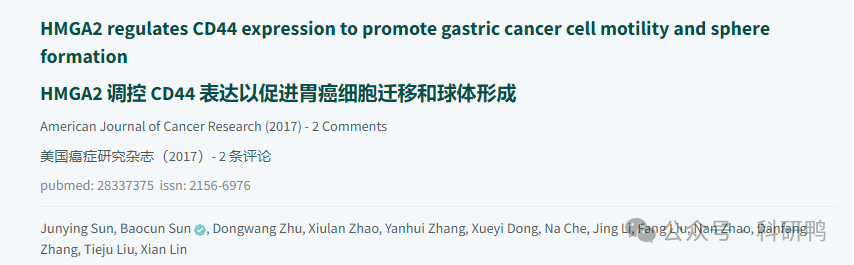 HMGA2 regulates CD44 expression to promote gastric cancer cell motility and sphere
formation
HMGA2 调控 CD44 表达以促进胃癌细胞迁移和球体形成
American Journal of Cancer Research (2017) - 2 Comments
美国癌症研究杂志（2017）- 2 条评论
pubmed: 28337375 issn: 2156-6976
Junying Sun, Baocun Sun, Dongwang Zhu, Xiulan Zhao, Yanhui Zhang, Xueyi Dong, Na Che, Jing Li, Fang Liu, Nan Zhao, Danfang
Zhang, Tieju Liu, Xian Lin
公众号 · 科研鸭